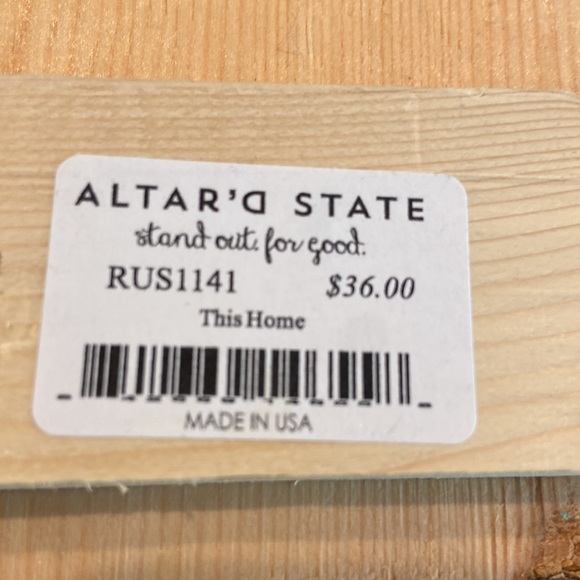 ALTAR'D STATE
stand out. for good.
RUS1141 $36.00
This Home
MADE IN USA